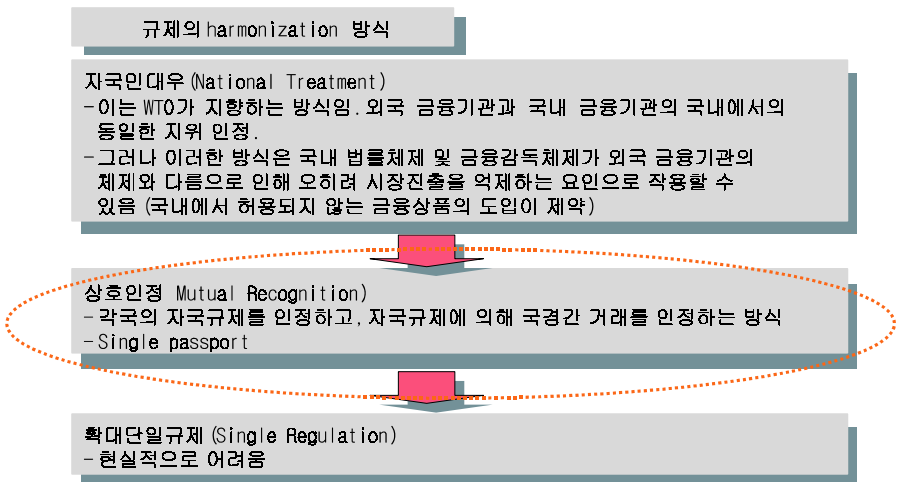 규제의 harmonization 방식
자국민대우 (National Treatment)
- 이는 WTO가 지향하는 방식임. 외국 금융기관과 국내 금융기관의 국내에서의
동일한 지위 인정.
- 그러나 이러한 방식은 국내 법률체제 및 금융감독체제가 외국 금융기관의
체제와 다름으로 인해 오히려 시장진출을 억제하는 요인으로 작용할 수
있음 (국내에서 허용되지 않는 금융상품의 도입이 제약)
상호인정 Mutual Recognition)
- 각국의 자국규제를 인정하고, 자국규제에 의해 국경간 거래를 인정하는 방식
- Single passport
확대단일규제 (Single Regulation)
- 현실적으로 어려움